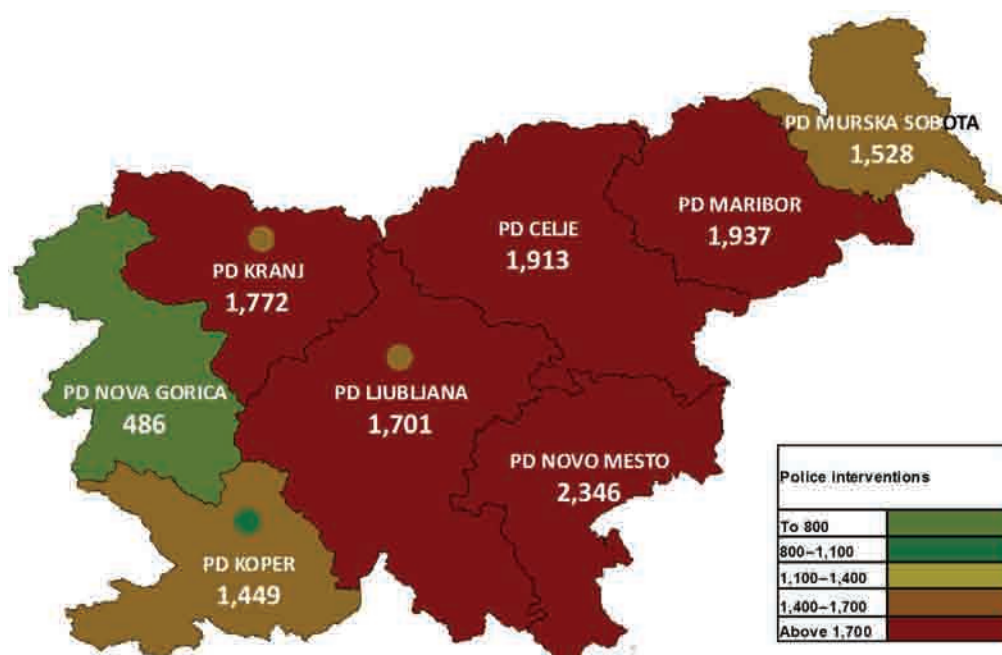 PD MURSKA SOBOTA
1,528
PD MARIBOR
1,937
PD CELJE
1,913
PD KRANJ
1,772
PD NOVA GORICA
486
PD LJUBLJANA
1,701
PD NOVO MESTO
2,346
PD KOPER
1,449
Police interventions
To 800
800–1,100
1,100–1,400
1,400–1,700
Above 1,700